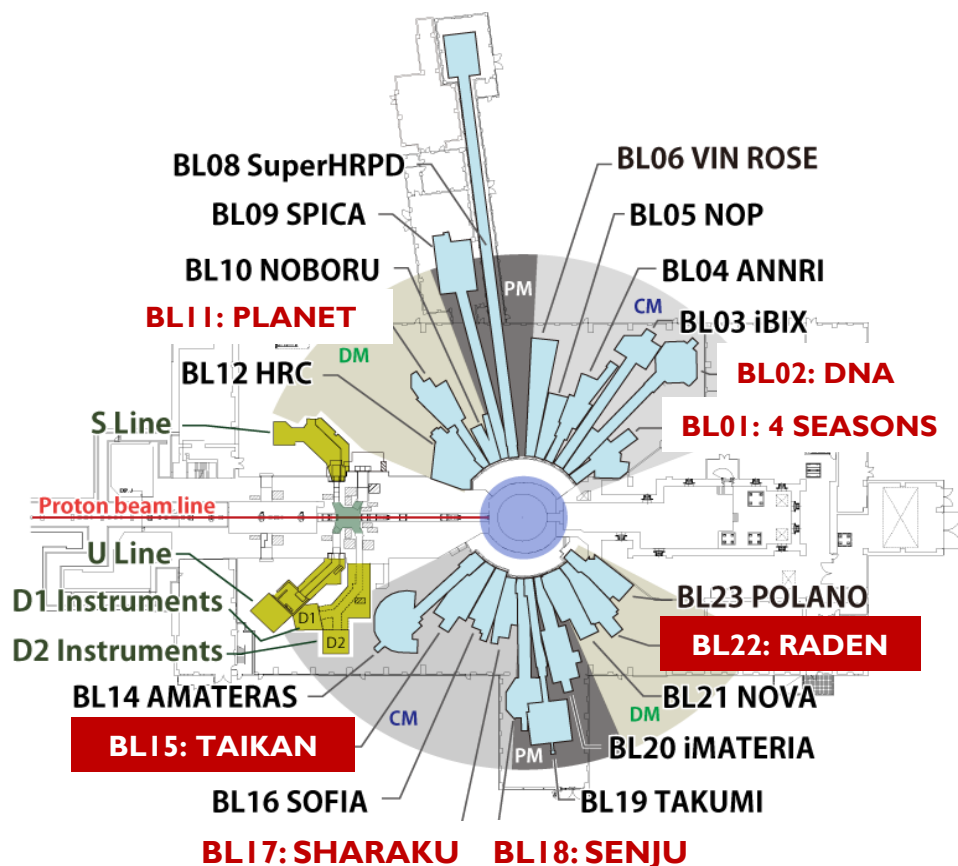 BL08 SuperHRPD
BL06 VIN ROSE
BL09 SPICA
BL05 NOP
BL10 NOBORU
PM
BL04 ANNRI
CM
BL11: PLANET
BL03 iBIX
DM
BL12 HRC
BL02: DNA
S Line
BL01: 4 SEASONS
Proton beam line
U Line
D1 Instruments
D1
BL23 POLANO
D2 Instruments
D2
BL22: RADEN
BL14 AMATERAS
BL21 NOVA
CM
DM
BL15: TAIKAN
PM
BL20 iMATERIA
BL16 SOFIA
BL19 TAKUMI
BL17: SHARAKU
BL18: SENJU